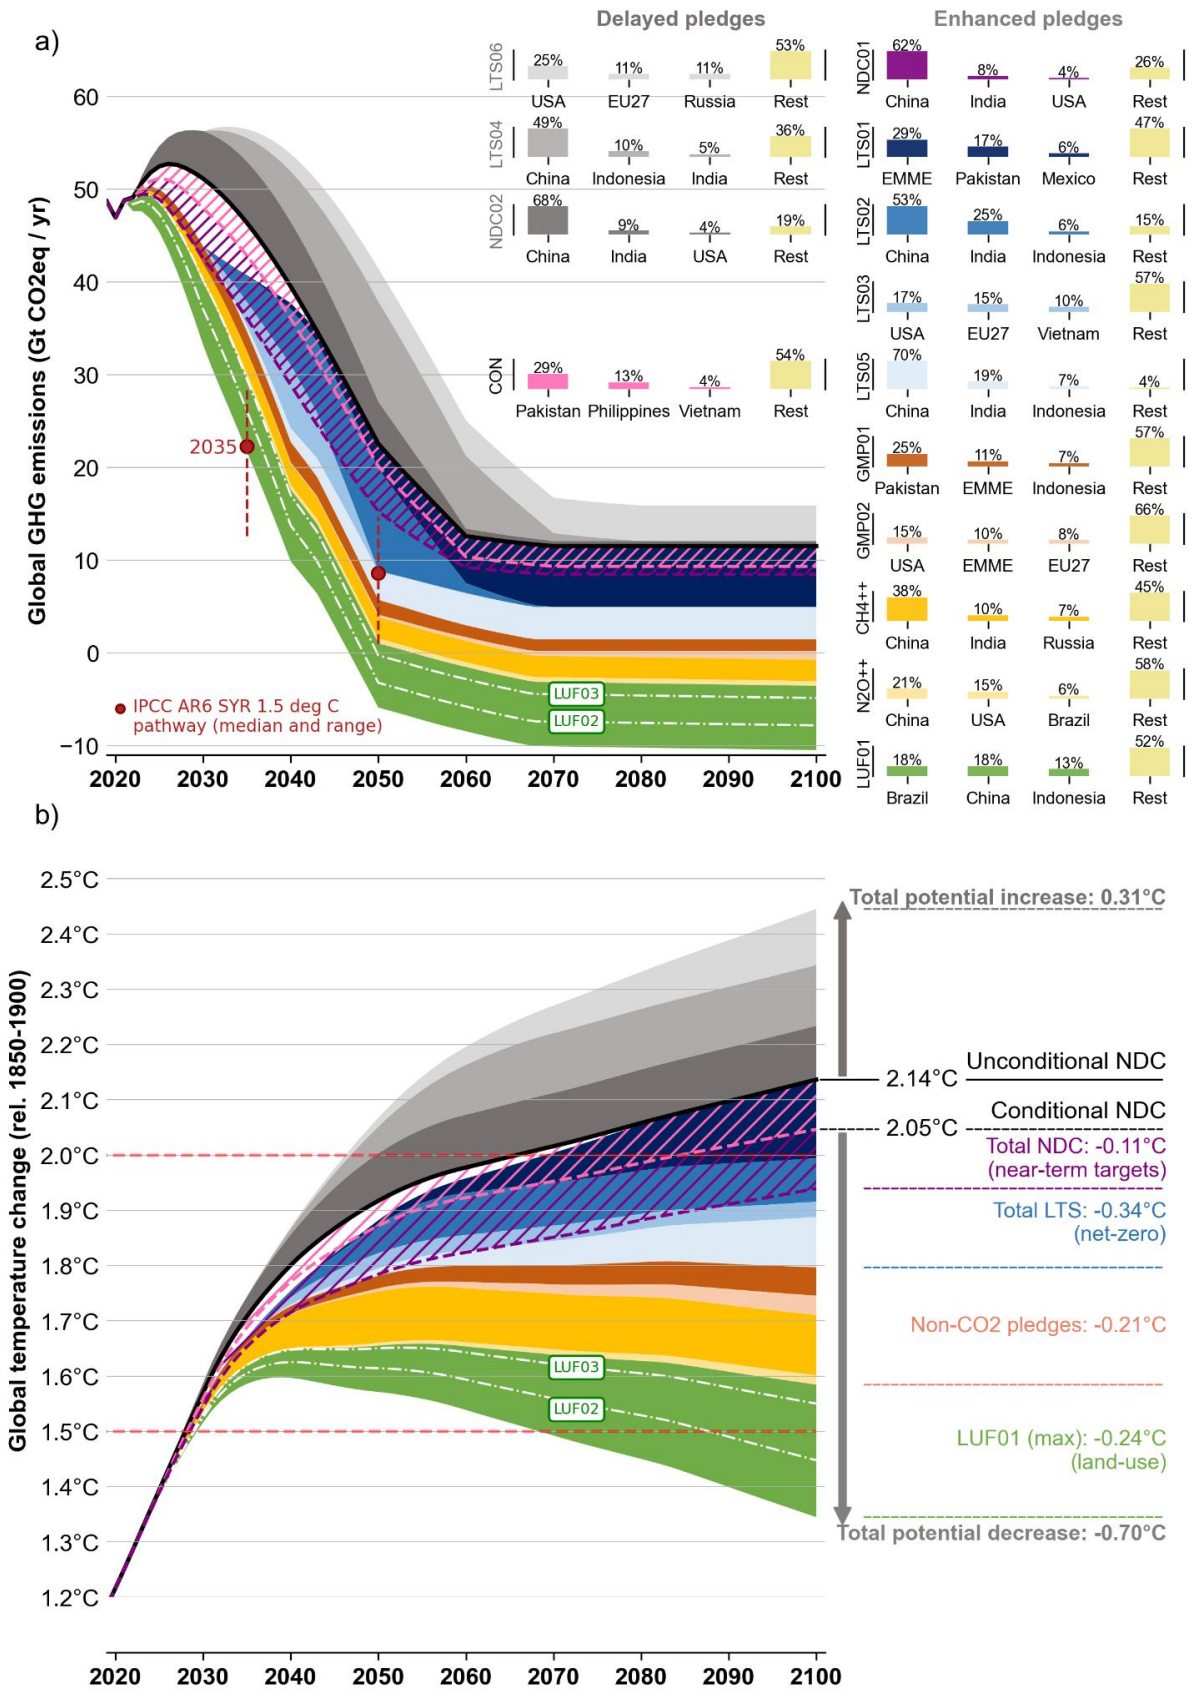 a)
Delayed pledges
Enhanced pledges
LTS06
25%
11%
11%
53%
USA
EU27
Russia
Rest
LTS04
49%
10%
5%
36%
China
Indonesia
India
Rest
NDC02
68%
9%
4%
19%
China
India
USA
Rest
CON
29%
13%
4%
54%
Pakistan
Philippines
Vietnam
Rest
NDC01
62%
8%
4%
26%
China
India
USA
Rest
LTS01
29%
17%
6%
47%
EMME
Pakistan
Mexico
Rest
LTS02
53%
25%
6%
15%
China
India
Indonesia
Rest
LTS03
17%
15%
10%
57%
USA
EU27
Vietnam
Rest
LTS05
70%
19%
7%
4%
China
India
Indonesia
Rest
GMP01
25%
11%
7%
57%
Pakistan
EMME
Indonesia
Rest
GMP02
15%
10%
8%
66%
USA
EMME
EU27
Rest
CH4++
38%
10%
7%
45%
China
India
Russia
Rest
N2O++
21%
15%
6%
58%
China
USA
Brazil
Rest
LUF01
18%
18%
13%
52%
Brazil
China
Indonesia
Rest
Global GHG emissions (Gt CO2eq / yr)
60
50
40
30
20
10
0
−10
2035
IPCC AR6 SYR 1.5 deg C
pathway (median and range)
LUF03
LUF02
2020
2030
2040
2050
2060
2070
2080
2090
2100
b)
Global temperature change (rel. 1850-1900)
2.5°C
2.4°C
2.3°C
2.2°C
2.1°C
2.0°C
1.9°C
1.8°C
1.7°C
1.6°C
1.5°C
1.4°C
1.3°C
1.2°C
LUF03
LUF02
Total potential increase: 0.31°C
Unconditional NDC
2.14°C
Conditional NDC
2.05°C
Total NDC: -0.11°C
(near-term targets)
Total LTS: -0.34°C
(net-zero)
Non-CO2 pledges: -0.21°C
LUF01 (max): -0.24°C
(land-use)
Total potential decrease: -0.70°C
2020
2030
2040
2050
2060
2070
2080
2090
2100